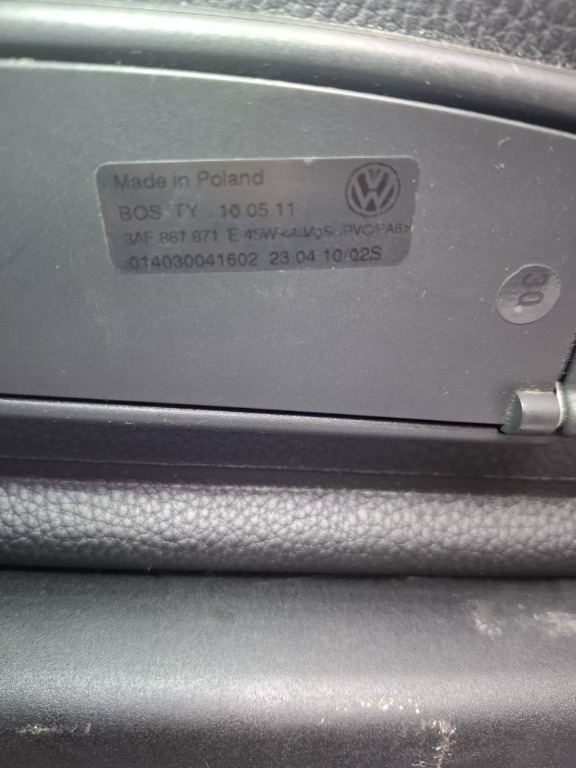 Made in Poland
BOS TY 10.05.11
3AF 867 871 E 45W <AlMgSi/PVC/PA6>
014030041602 23 04 10/02S
30